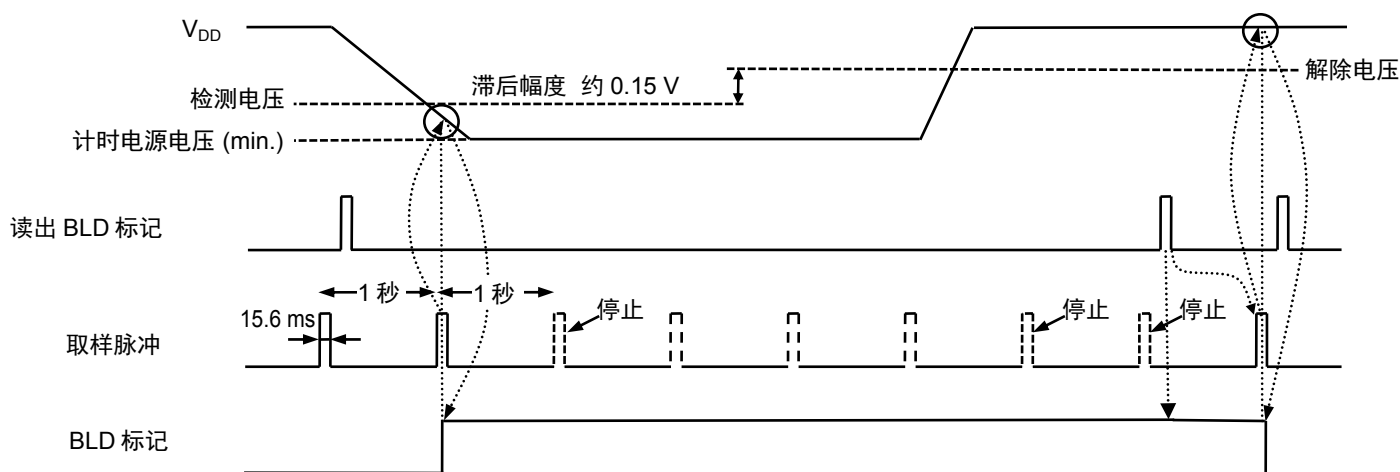 VDD
滞后幅度 约 0.15 V
解除电压
检测电压
计时电源电压 (min.)
读出 BLD 标记
1 秒
1 秒
15.6 ms
停止
停止
停止
取样脉冲
BLD 标记